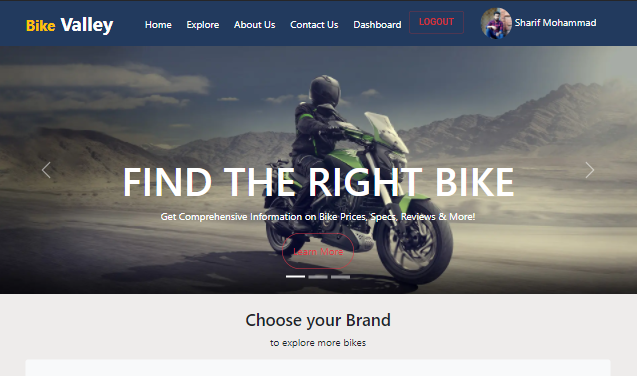 Bike Valley Home Explore About Us Contact Us Dashboard LOGOUT Sharif Mohammad
FIND THE RIGHT BIKE
Get Comprehensive Information on Bike Prices, Specs, Reviews & More!
Learn More
Choose your Brand
to explore more bikes